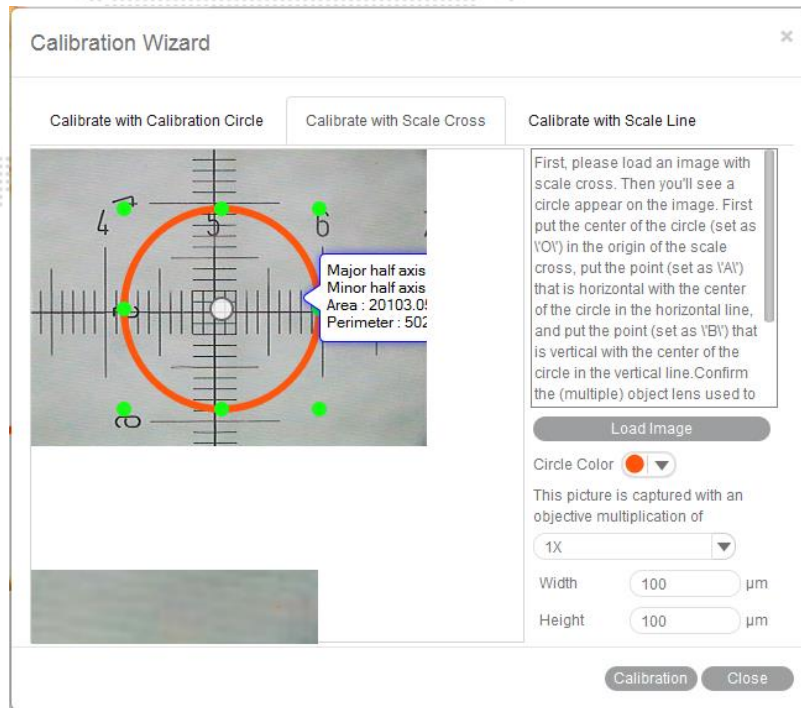 Calibration Wizard
×
Calibrate with Calibration Circle
Calibrate with Scale Cross
Calibrate with Scale Line
4
5
6
Major half axis
Minor half axis
Area : 20103.05
Perimeter : 502
First, please load an image with
scale cross. Then you'll see a
circle appear on the image. First
put the center of the circle (set as
\'O\') in the origin of the scale
cross, put the point (set as \'A\')
that is horizontal with the center
of the circle in the horizontal line,
and put the point (set as \'B\') that
is vertical with the center of the
circle in the vertical line.Confirm
the (multiple) object lens used to
Load Image
Circle Color
This picture is captured with an
objective multiplication of
1X
Width 100 μm
Height 100 μm
Calibration
Close